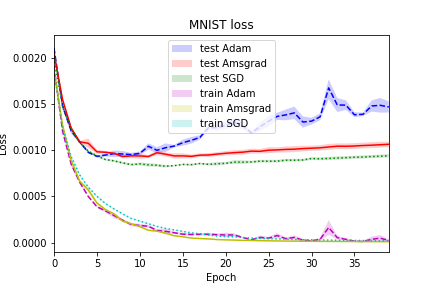 MNIST loss
test Adam
test Amsgrad
test SGD
train Adam
train Amsgrad
train SGD
Loss
0.0020
0.0015
0.0010
0.0005
0.0000
0 5 10 15 20 25 30 35
Epoch